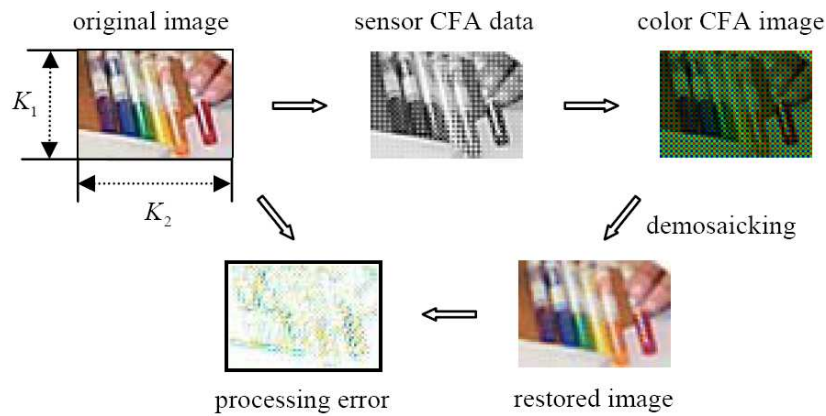 original image
sensor CFA data
color CFA image
K1
K2
demosaicking
processing error
restored image